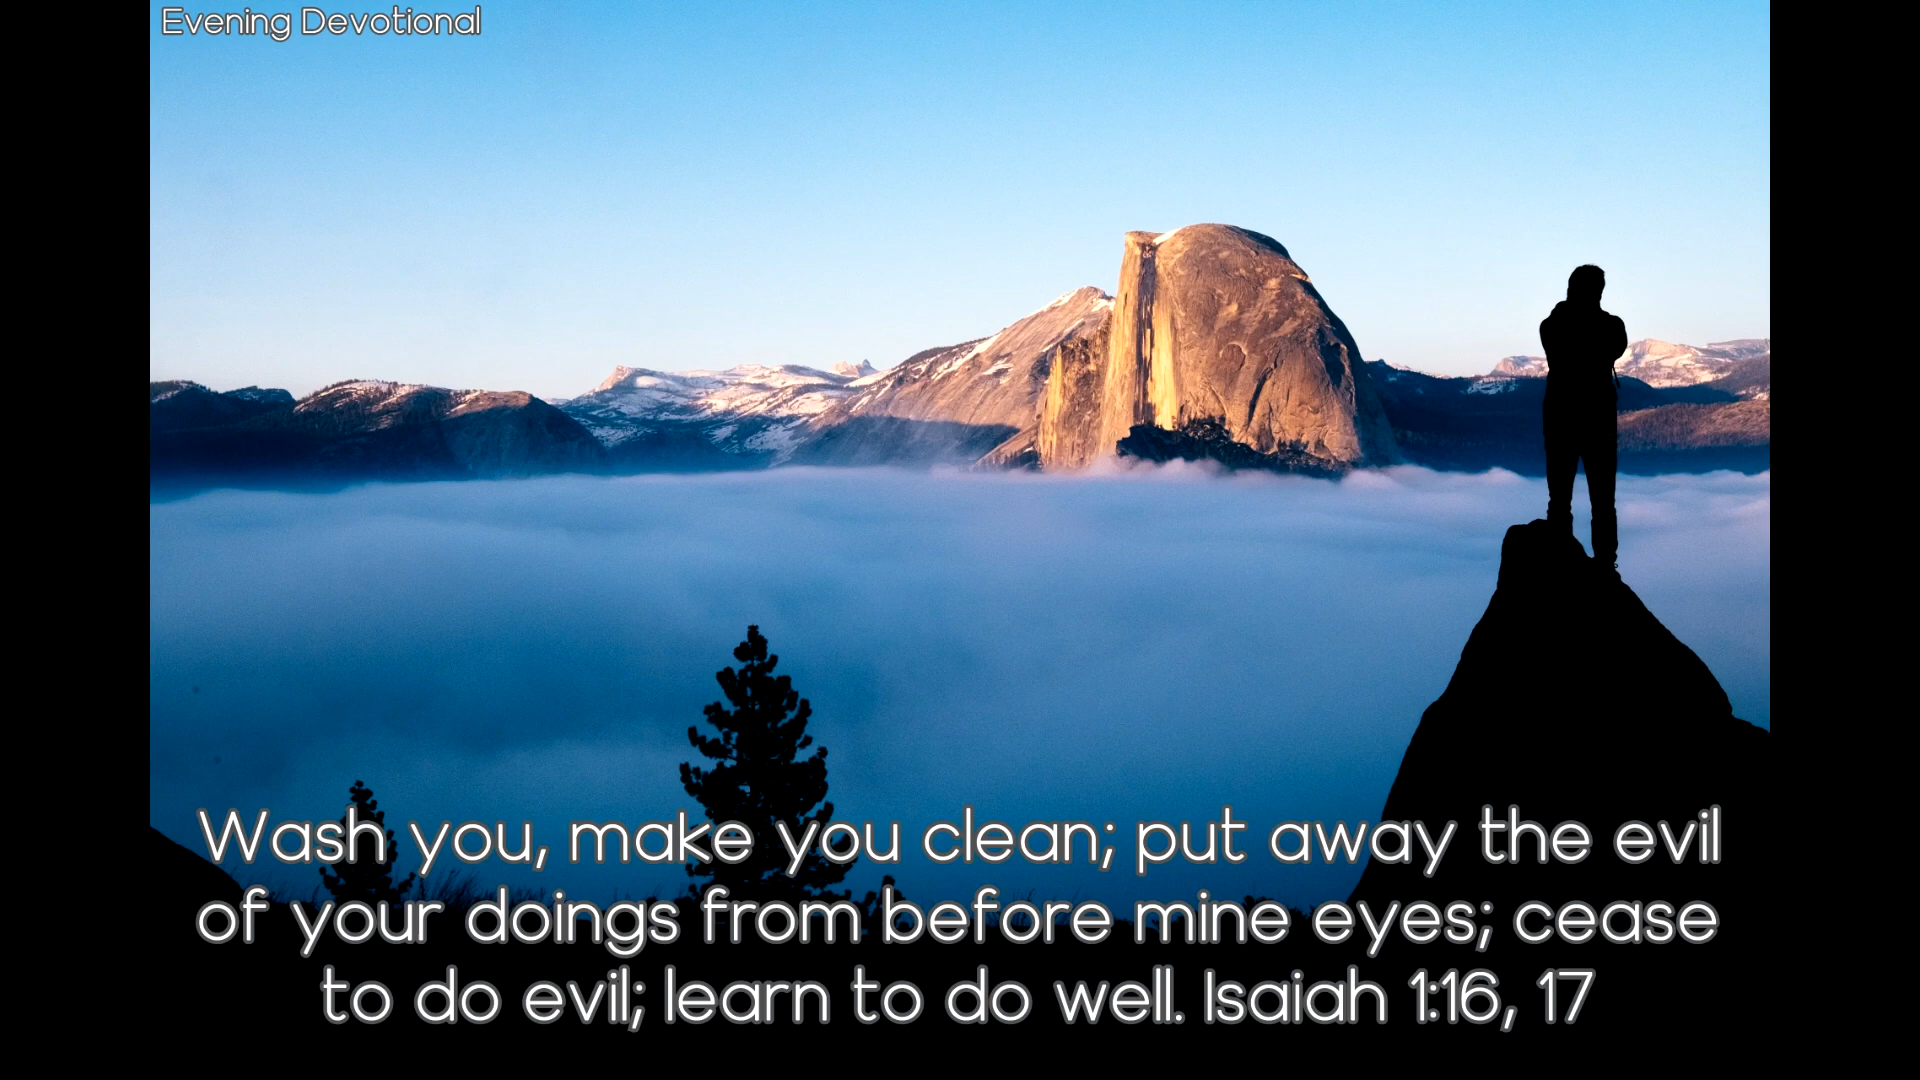 Evening Devotional
Wash you, make you clean; put away the evil
of your doings from before mine eyes; cease
to do evil; learn to do well. Isaiah 1:16, 17